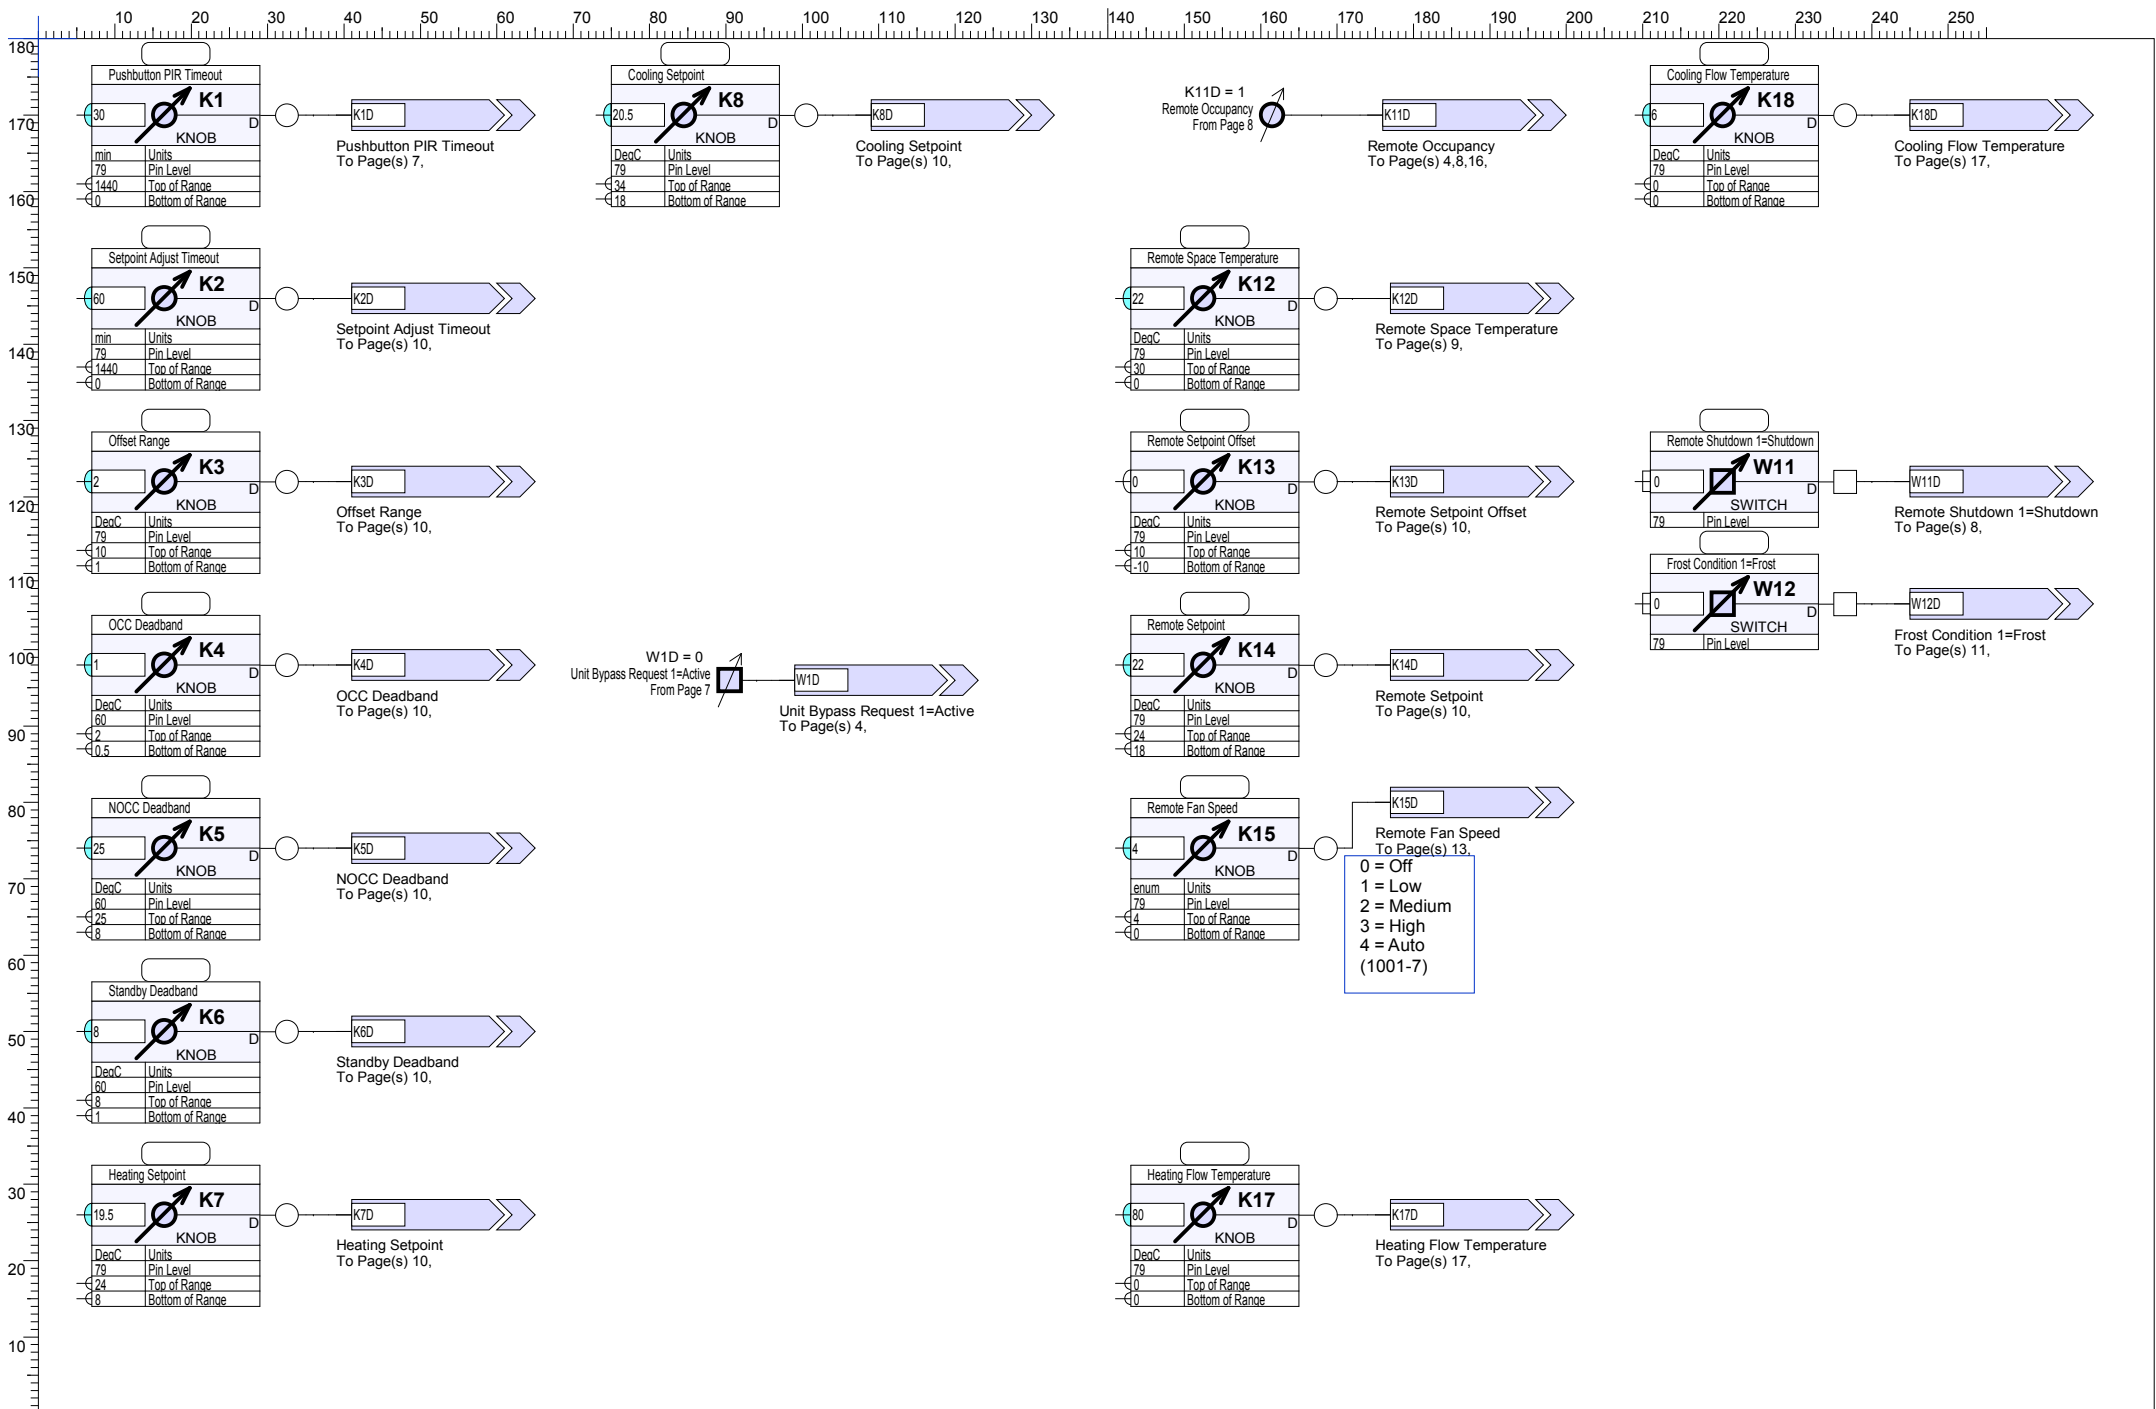 10 20 30 40 50 60 70 80 90 100 110 120 130 140 150 160 170 180 190 200 210 220 230 240 250
180
170
160
150
140
130
120
110
100
90
80
70
60
50
40
30
20
10
Pushbutton PIR Timeout
30 K1 D
KNOB
min Units
79 Pin Level
1440 Top of Range
0 Bottom of Range
K1D
Pushbutton PIR Timeout
To Page(s) 7,
Setpoint Adjust Timeout
60 K2 D
KNOB
min Units
79 Pin Level
1440 Top of Range
0 Bottom of Range
K2D
Setpoint Adjust Timeout
To Page(s) 10,
Offset Range
2 K3 D
KNOB
DegC Units
79 Pin Level
10 Top of Range
1 Bottom of Range
K3D
Offset Range
To Page(s) 10,
OCC Deadband
1 K4 D
KNOB
DegC Units
60 Pin Level
2 Top of Range
0.5 Bottom of Range
K4D
OCC Deadband
To Page(s) 10,
NOCC Deadband
25 K5 D
KNOB
DegC Units
60 Pin Level
25 Top of Range
8 Bottom of Range
K5D
NOCC Deadband
To Page(s) 10,
Standby Deadband
8 K6 D
KNOB
DegC Units
60 Pin Level
8 Top of Range
1 Bottom of Range
K6D
Standby Deadband
To Page(s) 10,
Heating Setpoint
19.5 K7 D
KNOB
DegC Units
79 Pin Level
24 Top of Range
8 Bottom of Range
K7D
Heating Setpoint
To Page(s) 10,
Cooling Setpoint
20.5 K8 D
KNOB
DegC Units
79 Pin Level
34 Top of Range
18 Bottom of Range
K8D
Cooling Setpoint
To Page(s) 10,
W1D = 0
Unit Bypass Request 1=Active
From Page 7
W1D
Unit Bypass Request 1=Active
To Page(s) 4,
K11D = 1
Remote Occupancy
From Page 8
K11D
Remote Occupancy
To Page(s) 4,8,16,
Remote Space Temperature
22 K12 D
KNOB
DegC Units
79 Pin Level
30 Top of Range
0 Bottom of Range
K12D
Remote Space Temperature
To Page(s) 9,
Remote Setpoint Offset
0 K13 D
KNOB
DegC Units
79 Pin Level
10 Top of Range
-10 Bottom of Range
K13D
Remote Setpoint Offset
To Page(s) 10,
Remote Setpoint
22 K14 D
KNOB
DegC Units
79 Pin Level
24 Top of Range
18 Bottom of Range
K14D
Remote Setpoint
To Page(s) 10,
Remote Fan Speed
4 K15 D
KNOB
enum Units
79 Pin Level
4 Top of Range
0 Bottom of Range
K15D
Remote Fan Speed
To Page(s) 13,
0 = Off
1 = Low
2 = Medium
3 = High
4 = Auto
(1001-7)
Heating Flow Temperature
80 K17 D
KNOB
DegC Units
79 Pin Level
0 Top of Range
0 Bottom of Range
K17D
Heating Flow Temperature
To Page(s) 17,
Cooling Flow Temperature
6 K18 D
KNOB
DegC Units
79 Pin Level
0 Top of Range
0 Bottom of Range
K18D
Cooling Flow Temperature
To Page(s) 17,
Remote Shutdown 1=Shutdown
0 W11 D
SWITCH
79 Pin Level
W11D
Remote Shutdown 1=Shutdown
To Page(s) 8,
Frost Condition 1=Frost
0 W12 D
SWITCH
79 Pin Level
W12D
Frost Condition 1=Frost
To Page(s) 11,